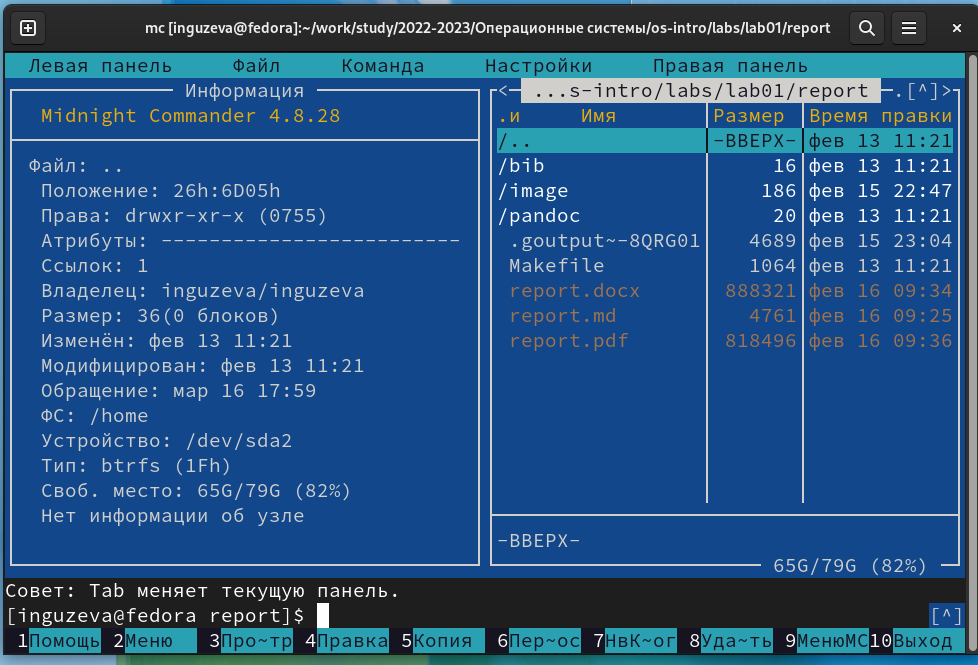 mc [inguzeva@fedora]:~/work/study/2022-2023/Операционные системы/os-intro/labs/lab01/report
Левая панель Файл Команда Настройки Правая панель
Информация
Midnight Commander 4.8.28
Файл: ..
Положение: 26h:6D05h
Права: drwxr-xr-x (0755)
Атрибуты: -------------------------
Ссылок: 1
Владелец: inguzeva/inguzeva
Размер: 36(0 блоков)
Изменён: фев 13 11:21
Модифицирован: фев 13 11:21
Обращение: мар 16 17:59
ФС: /home
Устройство: /dev/sda2
Тип: btrfs (1Fh)
Своб. место: 65G/79G (82%)
Нет информации об узле
<- ...s-intro/labs/lab01/report -.[^]>
.и Имя Размер Время правки
/.. -ВВЕРХ- фев 13 11:21
/bib 16 фев 13 11:21
/image 186 фев 15 22:47
/pandoc 20 фев 13 11:21
.goutput~-8QRG01 4689 фев 15 23:04
Makefile 1064 фев 13 11:21
report.docx 888321 фев 16 09:34
report.md 4761 фев 16 09:25
report.pdf 818496 фев 16 09:36
-ВВЕРХ-
65G/79G (82%)
Совет: Tab меняет текущую панель.
[inguzeva@fedora report]$ [^]
1Помощь 2Меню 3Про~тр 4Правка 5Копия 6Пер~ос 7НвК~ог 8Уда~ть 9МенюMC 10Выход